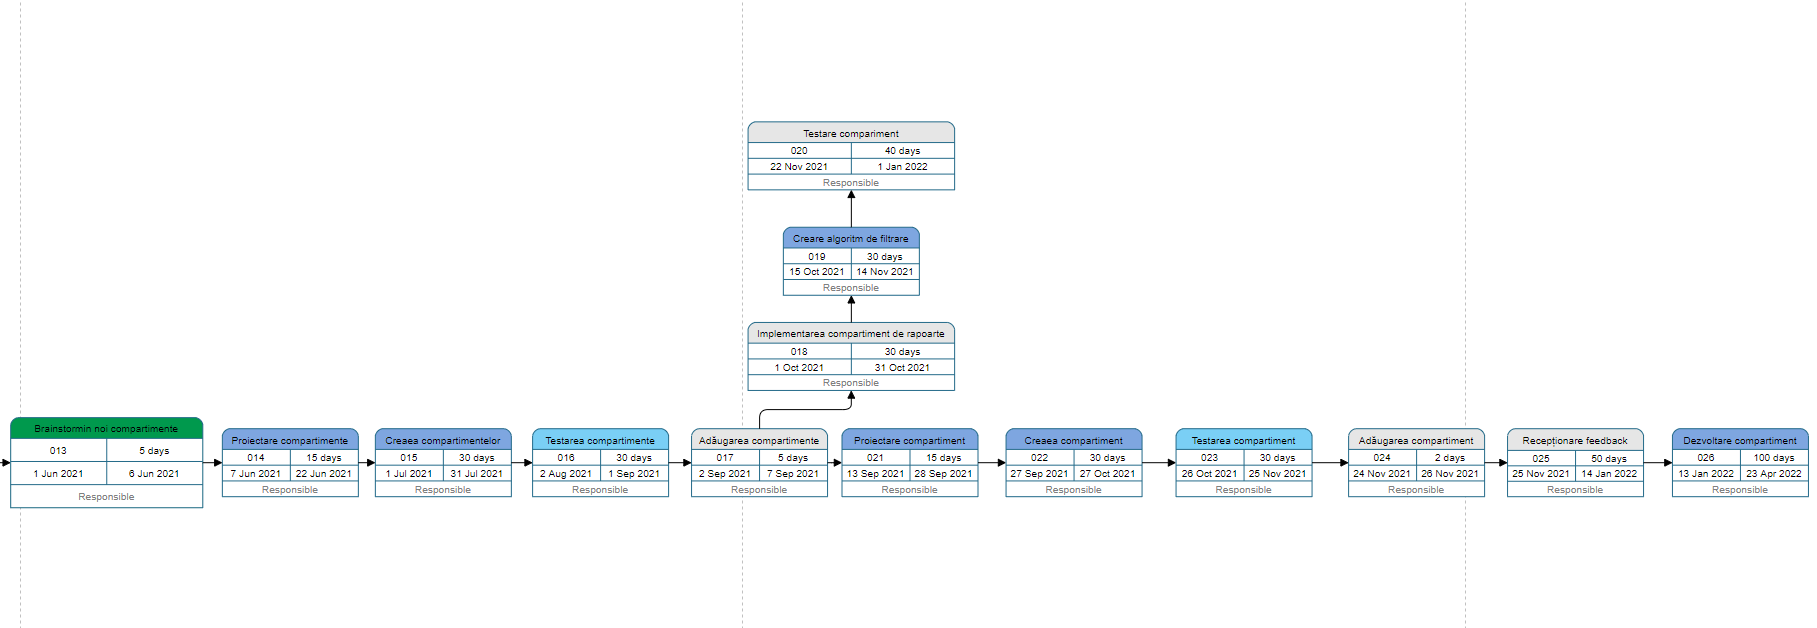 Testare compariment
020 40 days
22 Nov 2021 1 Jan 2022
Responsible
Creare algoritm de filtrare
019 30 days
15 Oct 2021 14 Nov 2021
Responsible
Implementarea compartiment de rapoarte
018 30 days
1 Oct 2021 31 Oct 2021
Responsible
Brainstormin noi compartimente
013 5 days
1 Jun 2021 6 Jun 2021
Responsible
Proiectare compartimente
014 15 days
7 Jun 2021 22 Jun 2021
Responsible
Creaea compartimentelor
015 30 days
1 Jul 2021 31 Jul 2021
Responsible
Testarea compartimente
016 30 days
2 Aug 2021 1 Sep 2021
Responsible
Adăugarea compartimente
017 5 days
2 Sep 2021 7 Sep 2021
Responsible
Proiectare compartiment
021 15 days
13 Sep 2021 28 Sep 2021
Responsible
Creaea compartiment
022 30 days
27 Sep 2021 27 Oct 2021
Responsible
Testarea compartiment
023 30 days
26 Oct 2021 25 Nov 2021
Responsible
Adăugarea compartiment
024 2 days
24 Nov 2021 26 Nov 2021
Responsible
Recepționare feedback
025 50 days
25 Nov 2021 14 Jan 2022
Responsible
Dezvoltare compartiment
026 100 days
13 Jan 2022 23 Apr 2022
Responsible